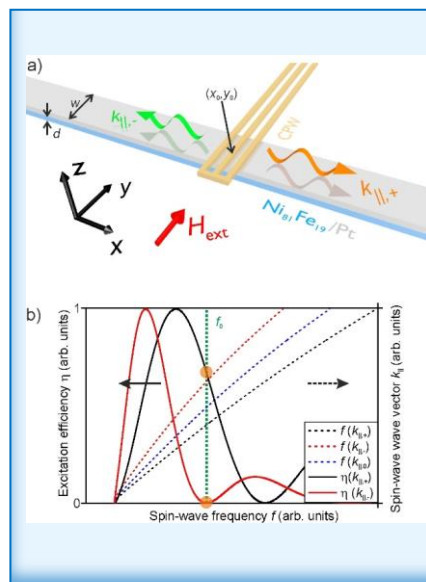 a)
w
(x₀,y₀)
k||,-
d
CPW
z
y
x
H ext
k||,+
Ni₈₁Fe₁₉/Pt
b)
1
f₀
Excitation efficiency η (arb. units)
Spin-wave wave vector k|| (arb. units)
f (k||+)
f (k||-)
f (k||0)
η(k||+)
η (k||-)
0
Spin-wave frequency f (arb. units)